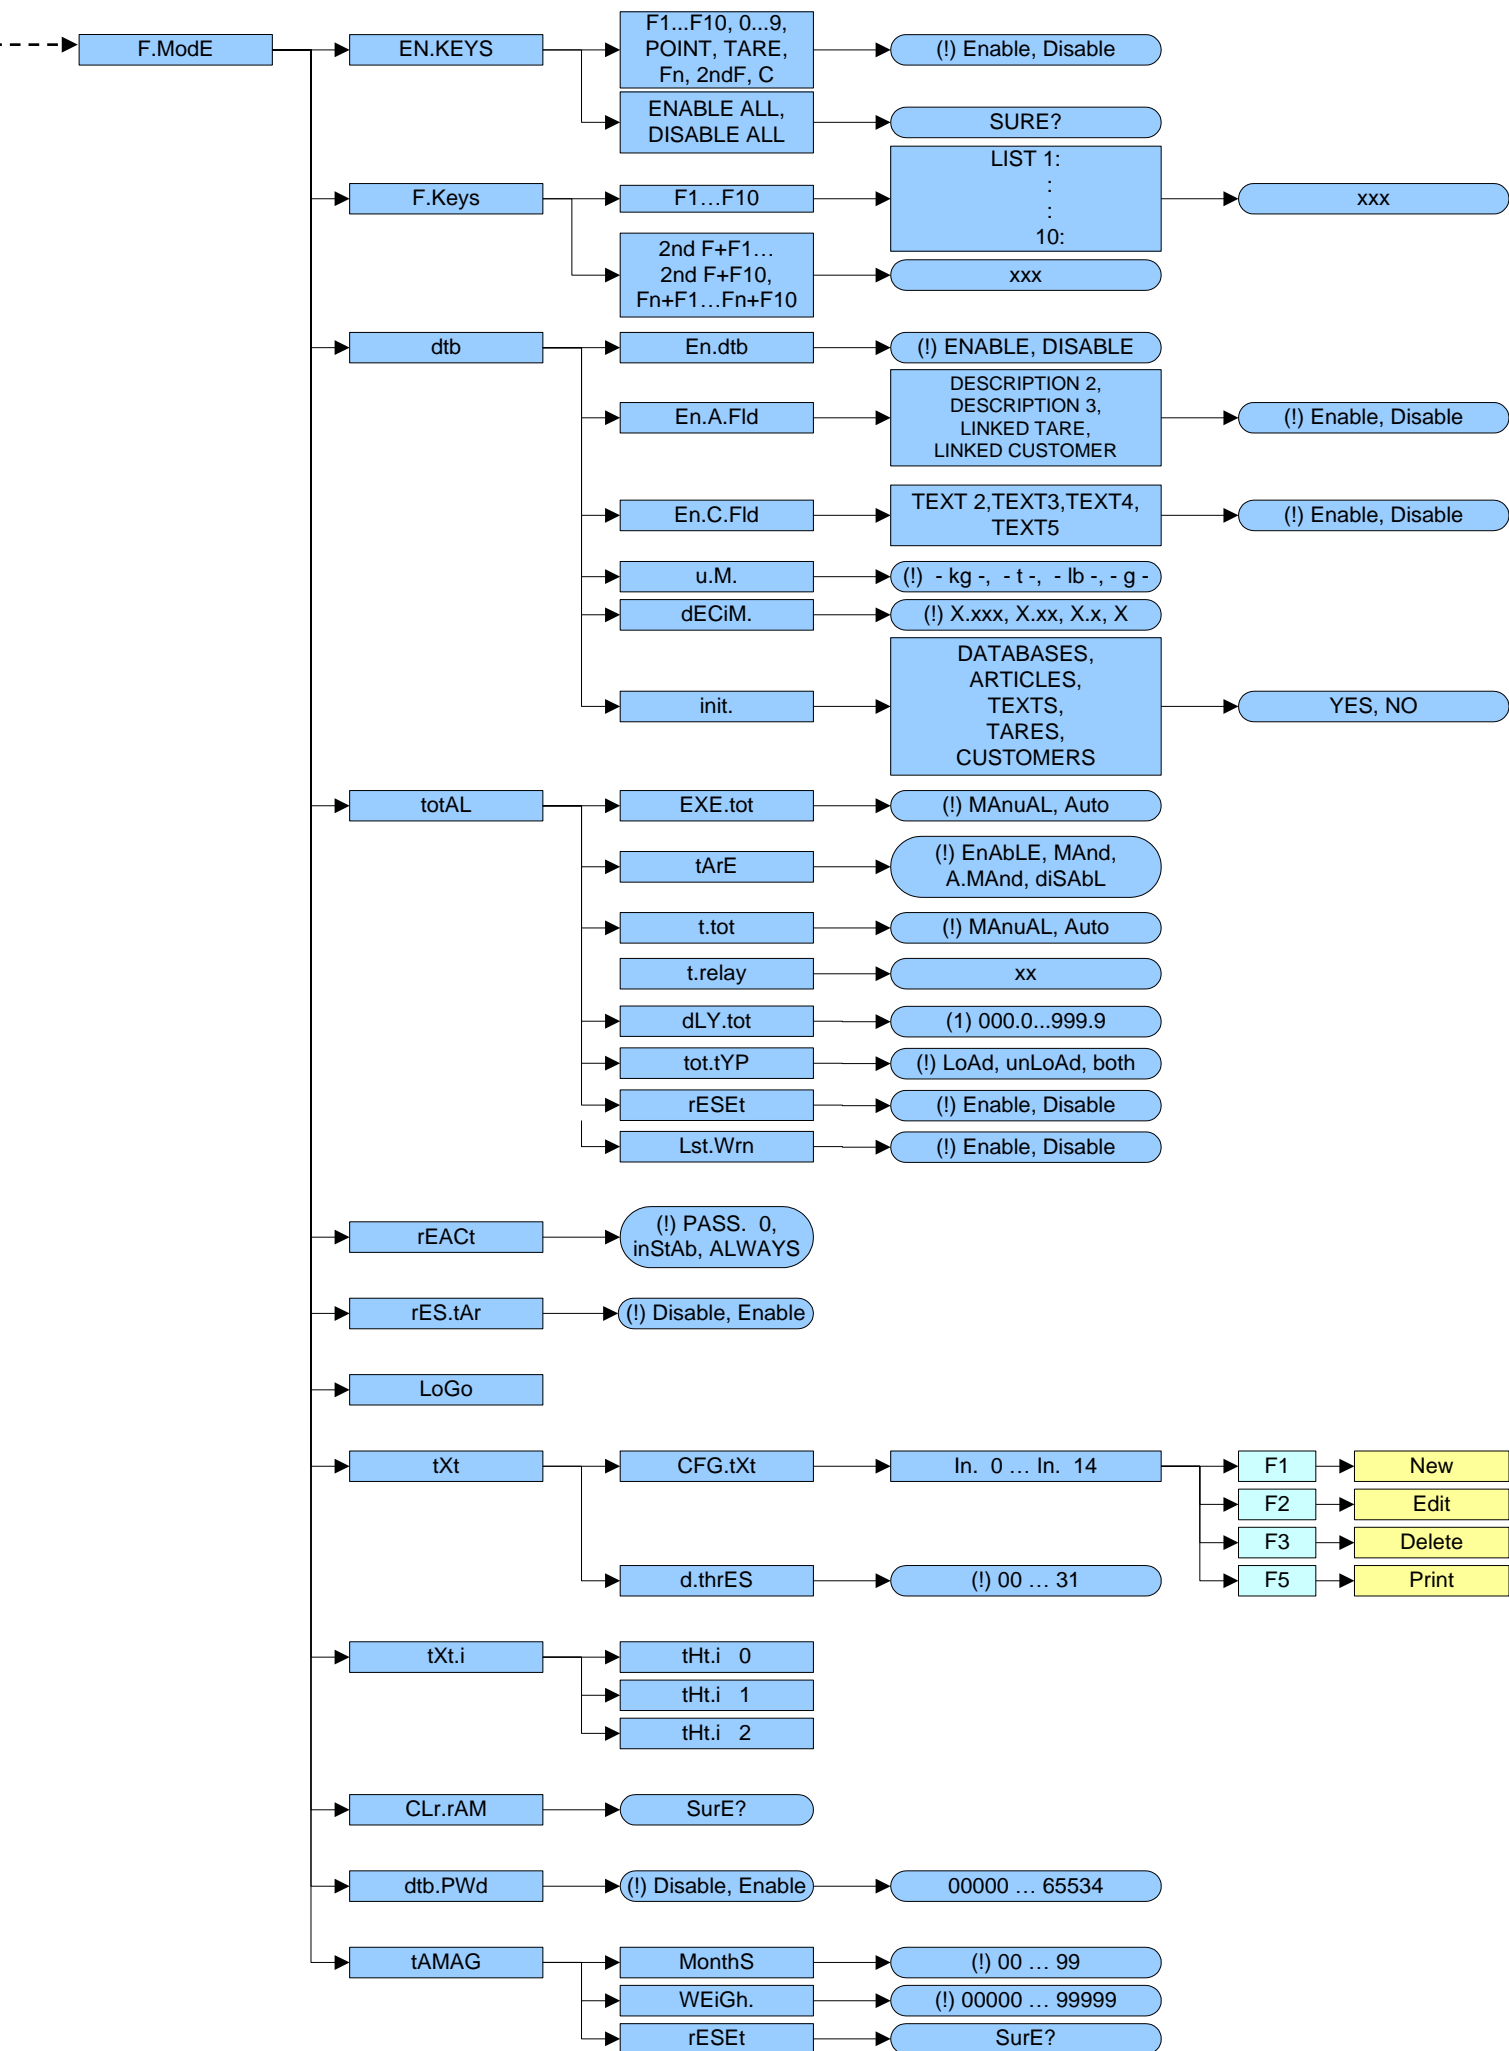 F.ModE
EN.KEYS
F1...F10, 0...9,
POINT, TARE,
Fn, 2ndF, C
(!) Enable, Disable
ENABLE ALL,
DISABLE ALL
SURE?
F.Keys
F1…F10
LIST 1:
:
:
10:
xxx
2nd F+F1…
2nd F+F10,
Fn+F1…Fn+F10
xxx
dtb
En.dtb
(!) ENABLE, DISABLE
En.A.Fld
DESCRIPTION 2,
DESCRIPTION 3,
LINKED TARE,
LINKED CUSTOMER
(!) Enable, Disable
En.C.Fld
TEXT 2,TEXT3,TEXT4,
TEXT5
(!) Enable, Disable
u.M.
(!) - kg -, - t -, - lb -, - g -
dECiM.
(!) X.xxx, X.xx, X.x, X
init.
DATABASES,
ARTICLES,
TEXTS,
TARES,
CUSTOMERS
YES, NO
totAL
EXE.tot
(!) MAnuAL, Auto
tArE
(!) EnAbLE, MAnd,
A.MAnd, diSAbL
t.tot
(!) MAnuAL, Auto
t.relay
xx
dLY.tot
(1) 000.0...999.9
tot.tYP
(!) LoAd, unLoAd, both
rESEt
(!) Enable, Disable
Lst.Wrn
(!) Enable, Disable
rEACt
(!) PASS. 0,
inStAb, ALWAYS
rES.tAr
(!) Disable, Enable
LoGo
tXt
CFG.tXt
In. 0 … In. 14
F1
New
F2
Edit
F3
Delete
d.thrES
(!) 00 … 31
F5
Print
tXt.i
tHt.i 0
tHt.i 1
tHt.i 2
CLr.rAM
SurE?
dtb.PWd
(!) Disable, Enable
00000 … 65534
tAMAG
MonthS
(!) 00 … 99
WEiGh.
(!) 00000 … 99999
rESEt
SurE?